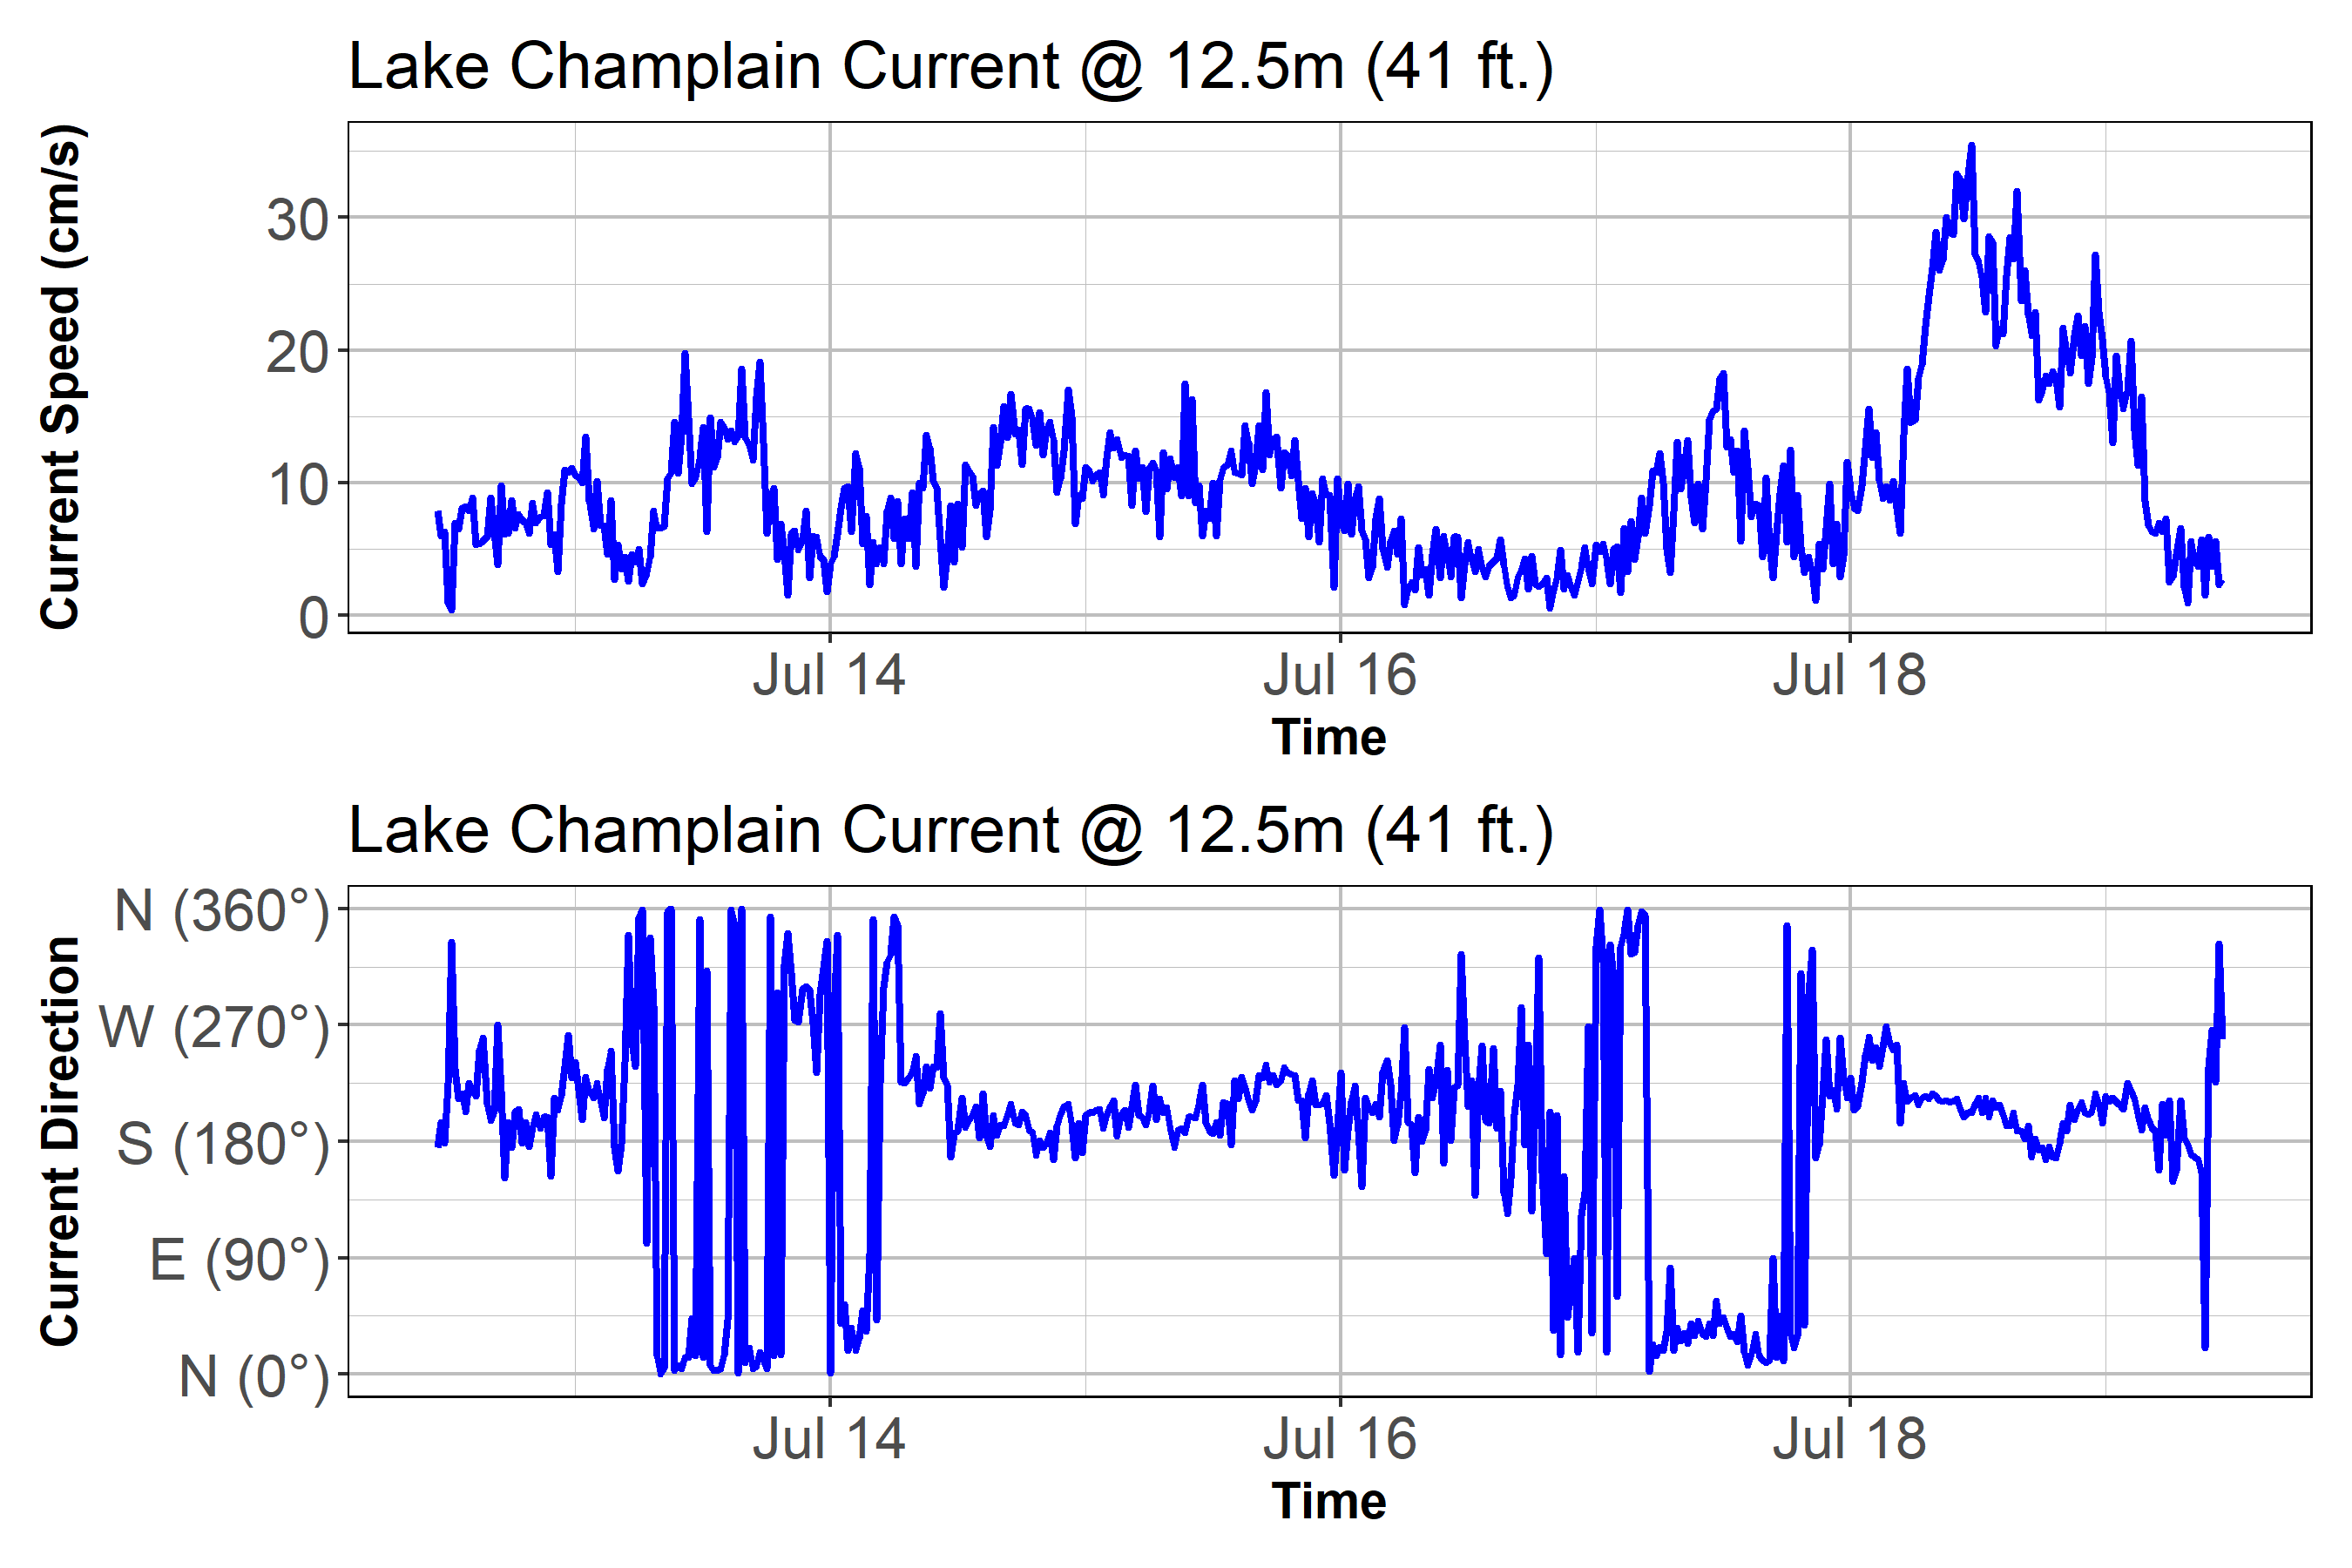 Lake Champlain Current @ 12.5m (41 ft.)
Current Speed (cm/s)
30
20
10
0
Jul 14 Jul 16 Jul 18
Time
Lake Champlain Current @ 12.5m (41 ft.)
Current Direction
N (360°)
W (270°)
S (180°)
E (90°)
N (0°)
Jul 14 Jul 16 Jul 18
Time